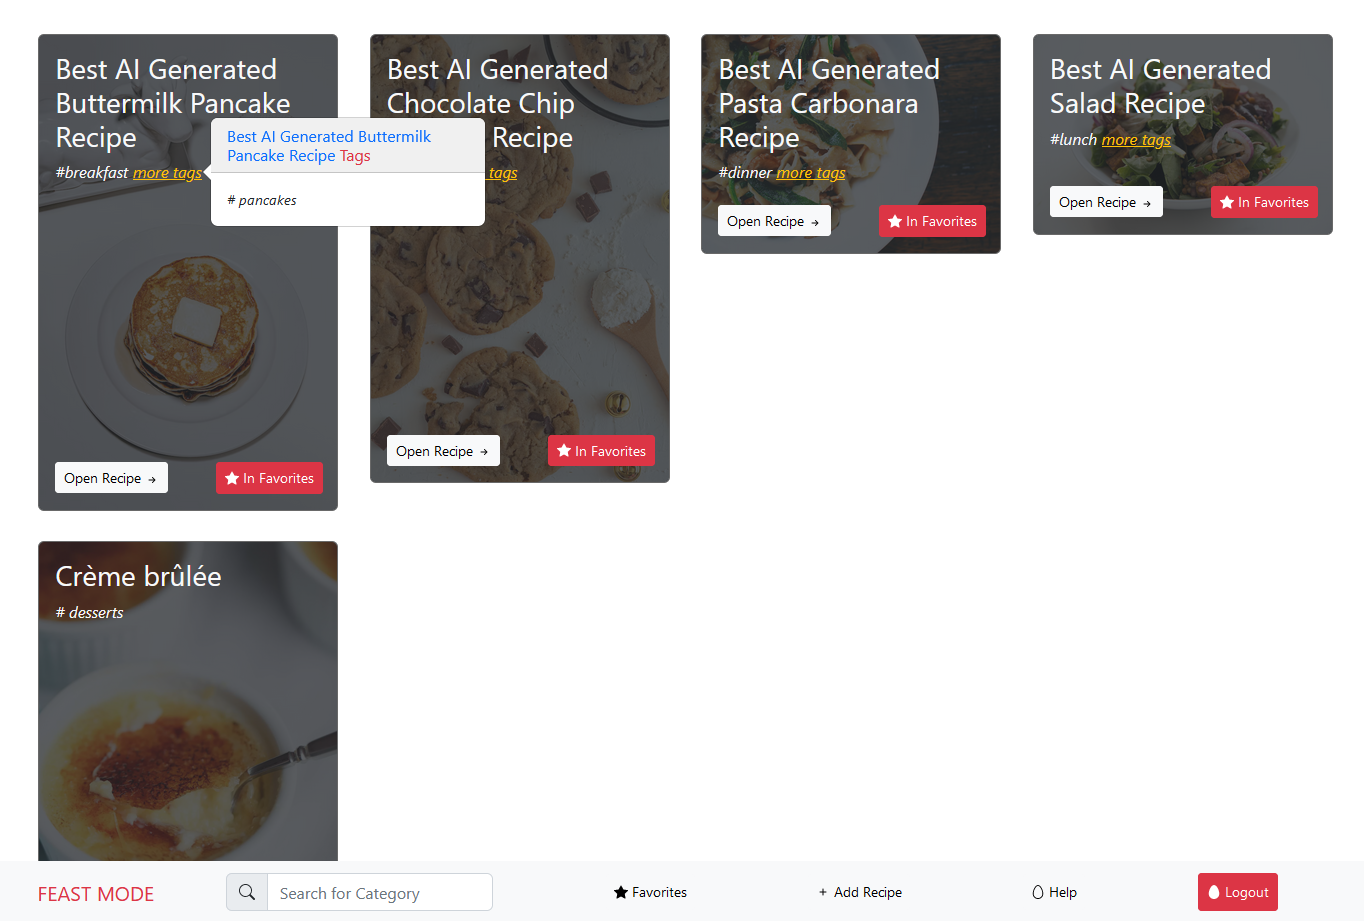 Best AI Generated
Buttermilk Pancake
Recipe
#breakfast more tags
Best AI Generated Buttermilk
Pancake Recipe Tags
# pancakes
Open Recipe →
In Favorites
Best AI Generated
Chocolate Chip
Recipe
tags
Open Recipe →
In Favorites
Best AI Generated
Pasta Carbonara
Recipe
#dinner more tags
Open Recipe →
In Favorites
Best AI Generated
Salad Recipe
#lunch more tags
Open Recipe →
In Favorites
Crème brûlée
# desserts
FEAST MODE
Search for Category
Favorites
+ Add Recipe
Help
Logout